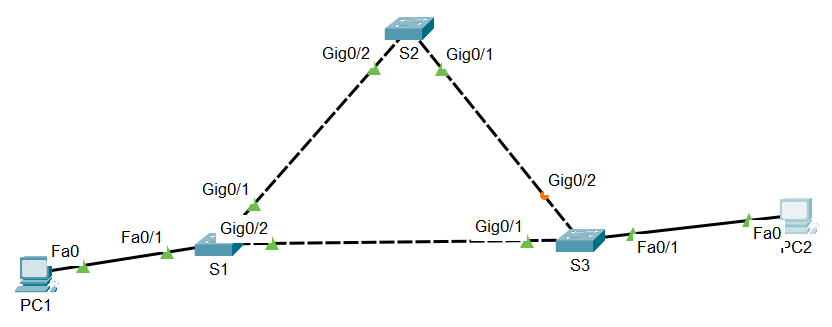 S2
Gig0/2
Gig0/1
Gig0/1
Gig0/2
Gig0/2
Gig0/1
Fa0/1
Fa0
S1
S3
Fa0/1
Fa0
PC2
PC1